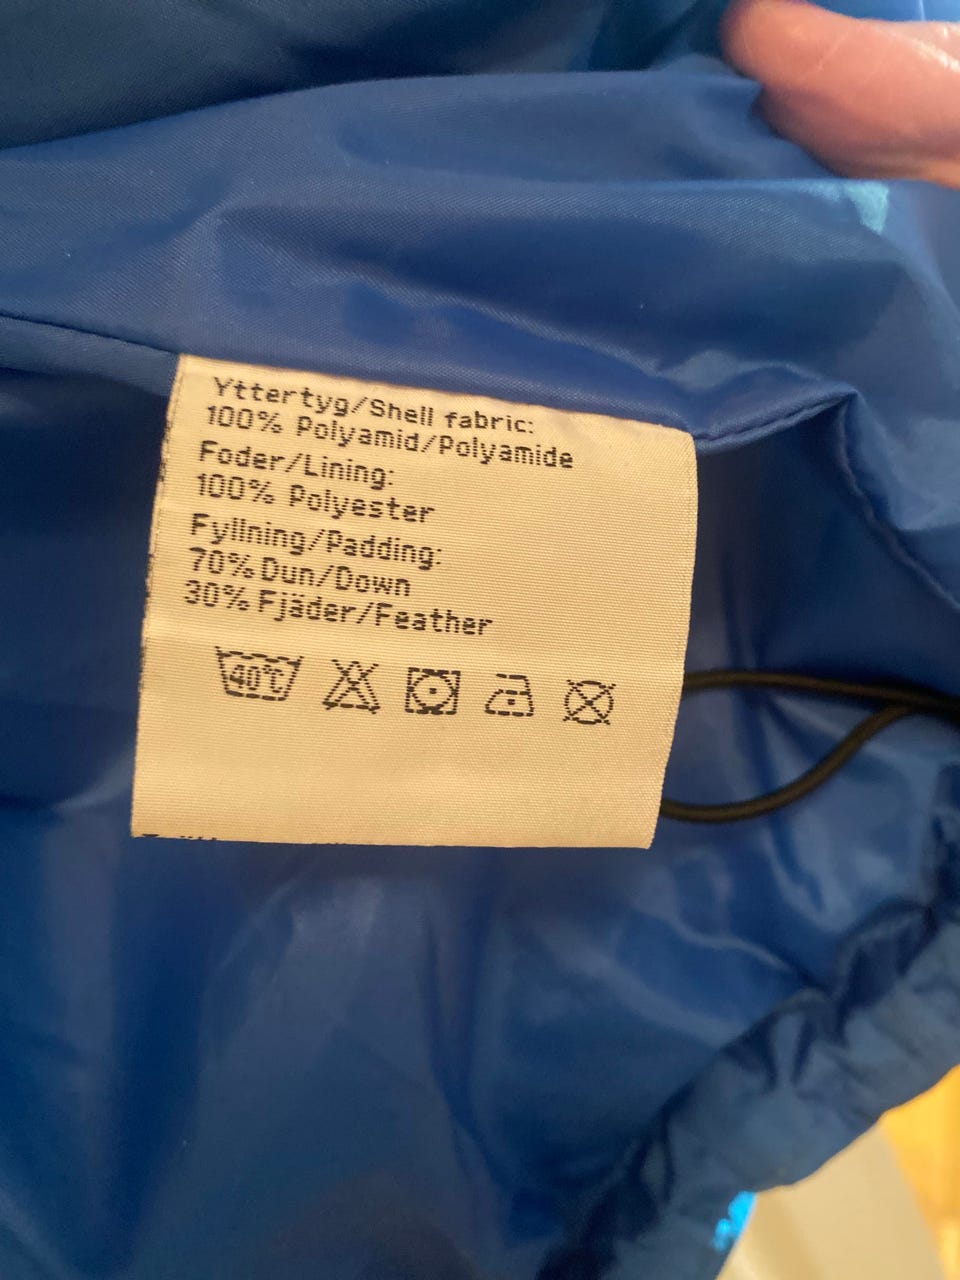 Yttertyg/Shell fabric:
100% Polyamid/Polyamide
Foder/Lining:
100% Polyester
Fyllning/Padding:
70% Dun/Down
30% Fjäder/Feather
40°C